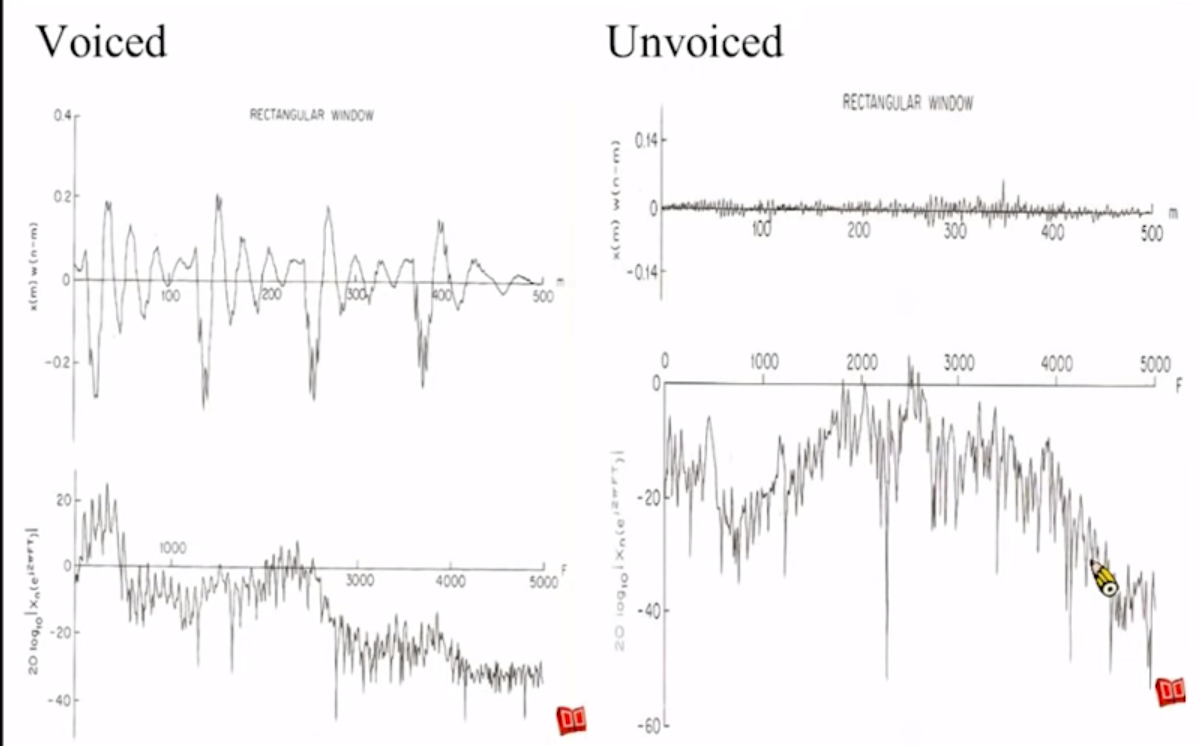 Voiced
RECTANGULAR WINDOW
0.4
0.2
0
-0.2
x(m) w(n-m)
100
200
300
400
500
m
20
0
-20
-40
20 log10|Xn(e^j2πFT)|
1000
3000
4000
5000
F
Unvoiced
RECTANGULAR WINDOW
0.14
0
-0.14
x(m) w(n-m)
100
200
300
400
500
m
0
1000
2000
3000
4000
5000
F
0
-20
-40
-60
20 log10|Xn(e^j2πFT)|